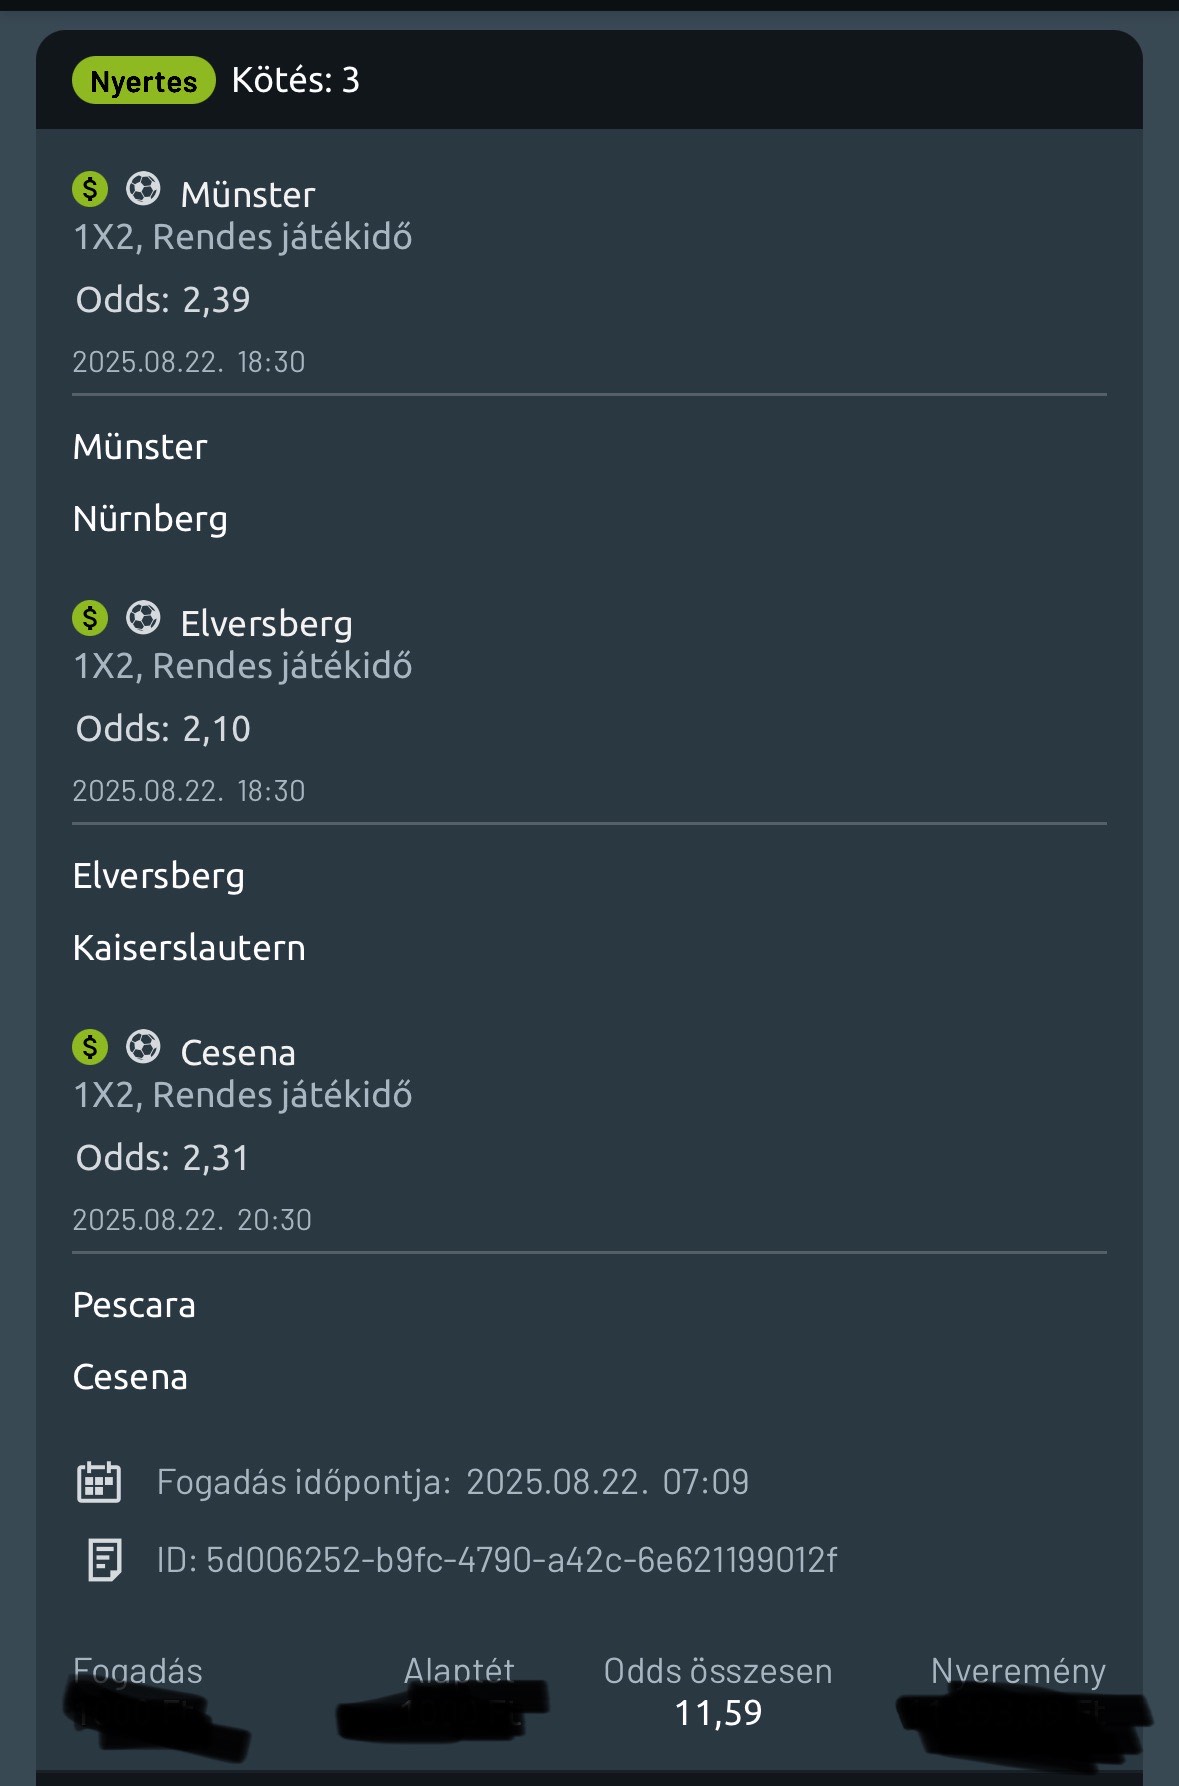 Nyertes Kötés: 3
$ Münster
1X2, Rendes játékidő
Odds: 2,39
2025.08.22. 18:30
Münster
Nürnberg
$ Elversberg
1X2, Rendes játékidő
Odds: 2,10
2025.08.22. 18:30
Elversberg
Kaiserslautern
$ Cesena
1X2, Rendes játékidő
Odds: 2,31
2025.08.22. 20:30
Pescara
Cesena
Fogadás időpontja: 2025.08.22. 07:09
ID: 5d006252-b9fc-4790-a42c-6e621199012f
Fogadás Alaptét Odds összesen Nyeremény
11,59